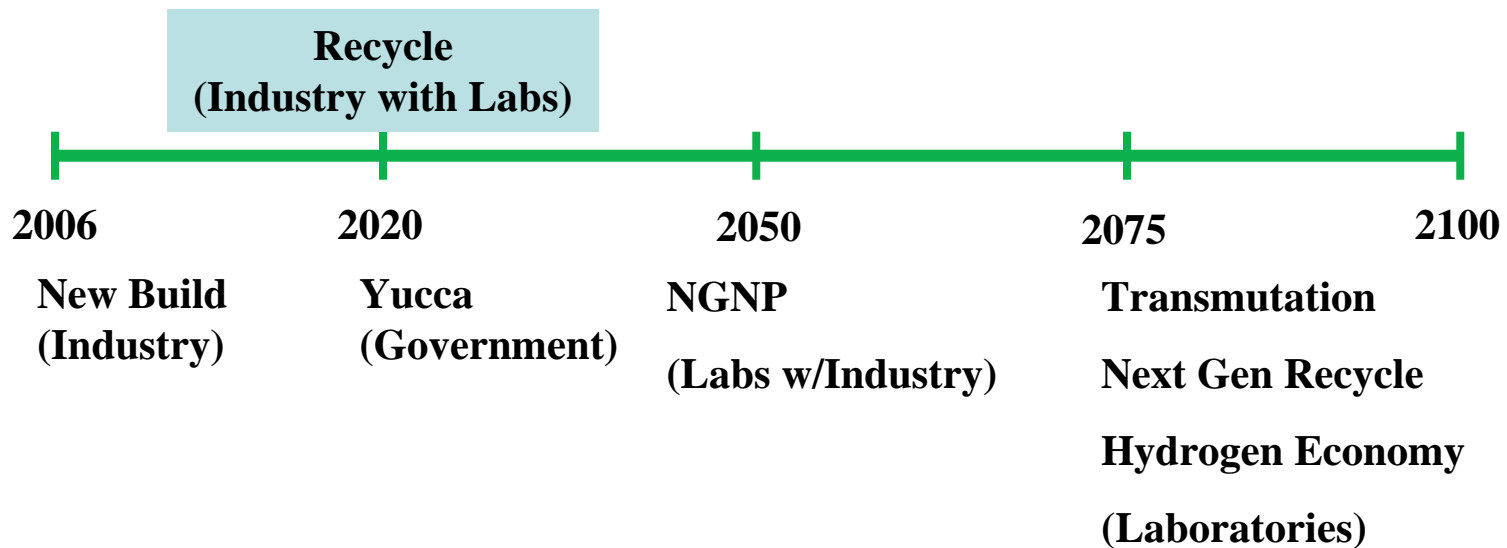 Recycle
(Industry with Labs)
2006
2020
2050
2075
2100
New Build
(Industry)
Yucca
(Government)
NGNP
(Labs w/Industry)
Transmutation
Next Gen Recycle
Hydrogen Economy
(Laboratories)